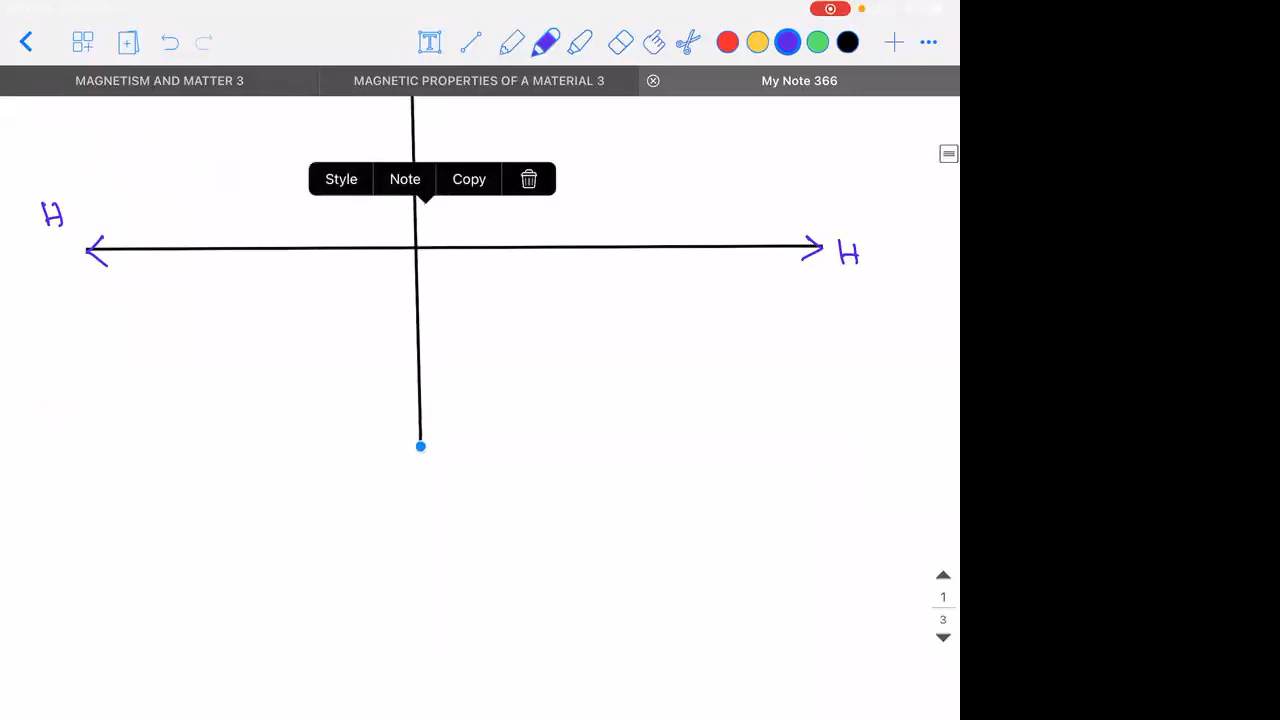 T
MAGNETISM AND MATTER 3
MAGNETIC PROPERTIES OF A MATERIAL 3
My Note 366
Style
Note
Copy
H
H
1
3